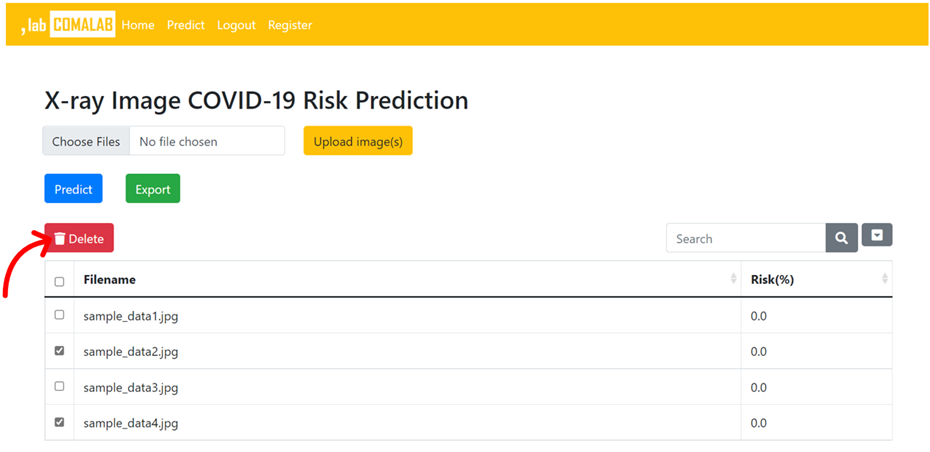 , lab COMALAB Home Predict Logout Register
X-ray Image COVID-19 Risk Prediction
Choose Files No file chosen Upload image(s)
Predict Export
Delete Search
Filename Risk(%)
sample_data1.jpg 0.0
sample_data2.jpg 0.0
sample_data3.jpg 0.0
sample_data4.jpg 0.0